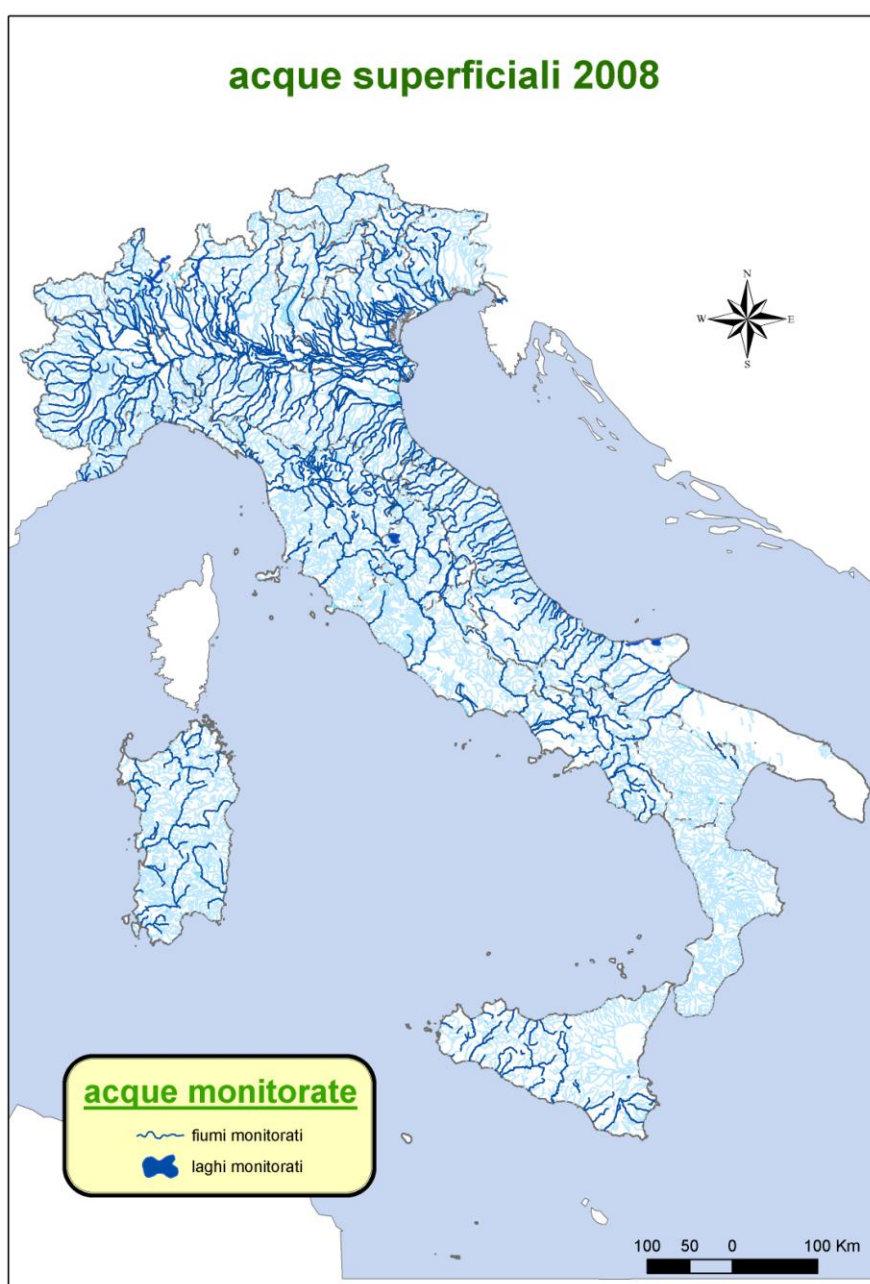 acque superficiali 2008
N
W
E
S
acque monitorate
fiumi monitorati
laghi monitorati
100 50 0 100 Km